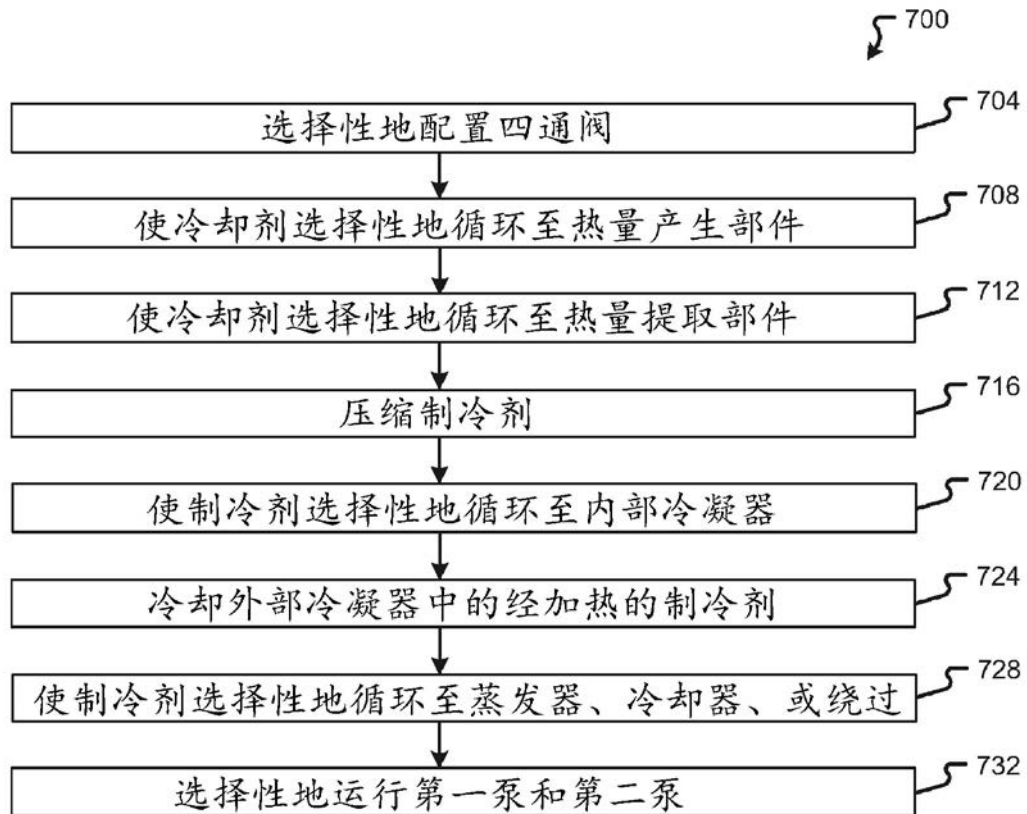 700
选择性地配置四通阀 704
使冷却剂选择性地循环至热量产生部件 708
使冷却剂选择性地循环至热量提取部件 712
压缩制冷剂 716
使制冷剂选择性地循环至内部冷凝器 720
冷却外部冷凝器中的经加热的制冷剂 724
使制冷剂选择性地循环至蒸发器、冷却器、或绕过 728
选择性地运行第一泵和第二泵 732